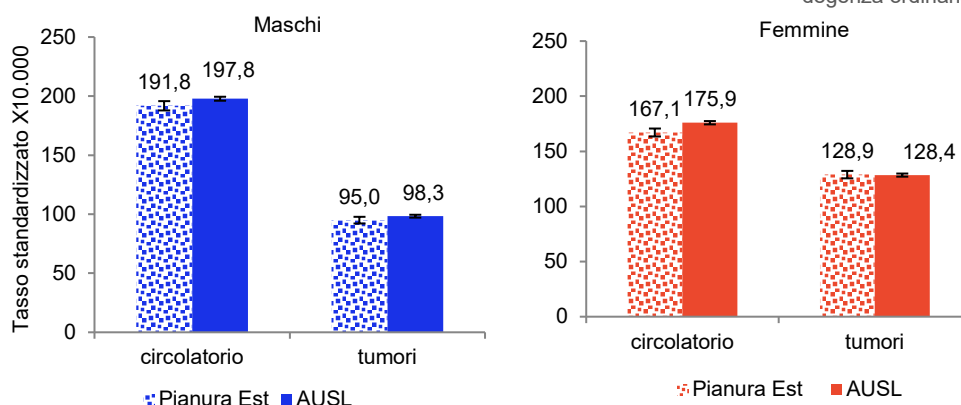 degenza ordinar
Maschi
Tasso standardizzato X10.000
250
200
150
100
50
0
191,8
197,8
95,0
98,3
circolatorio
tumori
Pianura Est
AUSL
Femmine
250
200
150
100
50
0
167,1
175,9
128,9
128,4
circolatorio
tumori
Pianura Est
AUSL